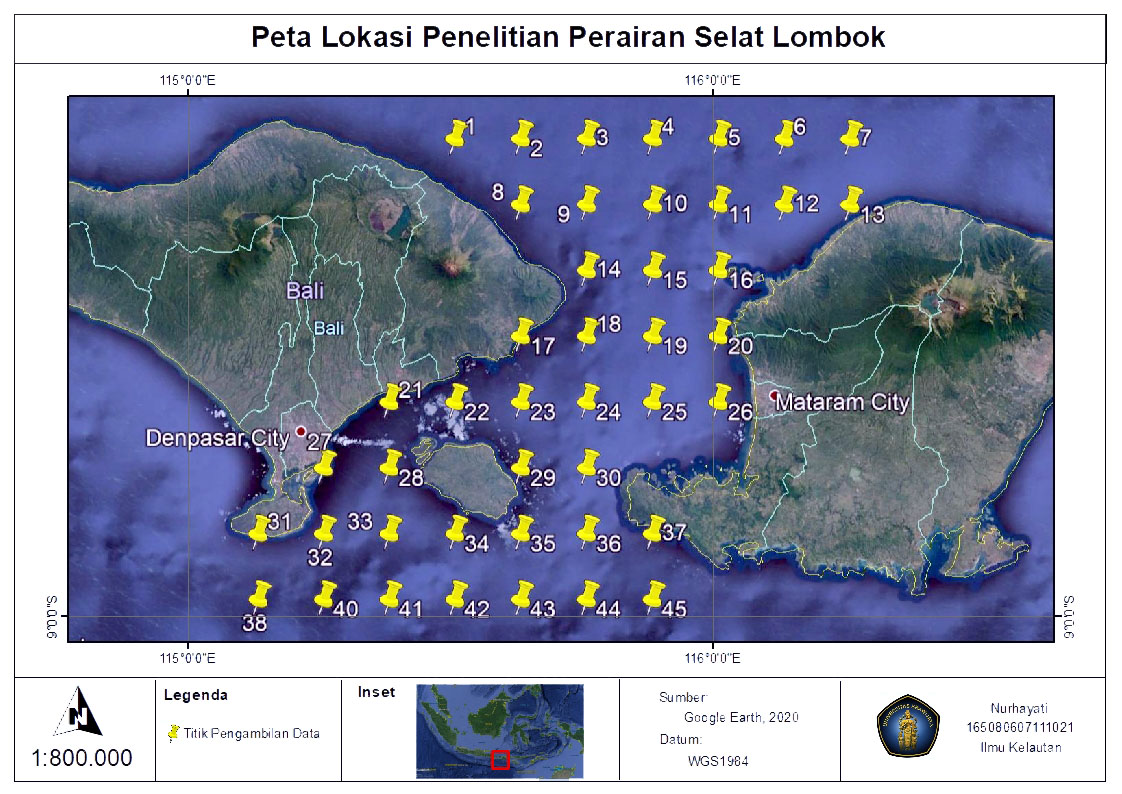 Peta Lokasi Penelitian Perairan Selat Lombok
115°0'0"E 116°0'0"E
1 2 3 4 5 6 7
8 9 10 11 12 13
14 15 16
Bali
Bali
17 18 19 20
21 22 23 24 25 26
Mataram City
Denpasar City
27 28 29 30
31 32 33 34 35 36 37
38 40 41 42 43 44 45
9°0'0"S 9°0'0"S
115°0'0"E 116°0'0"E
N
1:800.000
Legenda
Titik Pengambilan Data
Inset
Sumber:
Google Earth, 2020
Datum:
WGS1984
UNIVERSITAS BRAWIJAYA
Nurhayati
165080607111021
Ilmu Kelautan